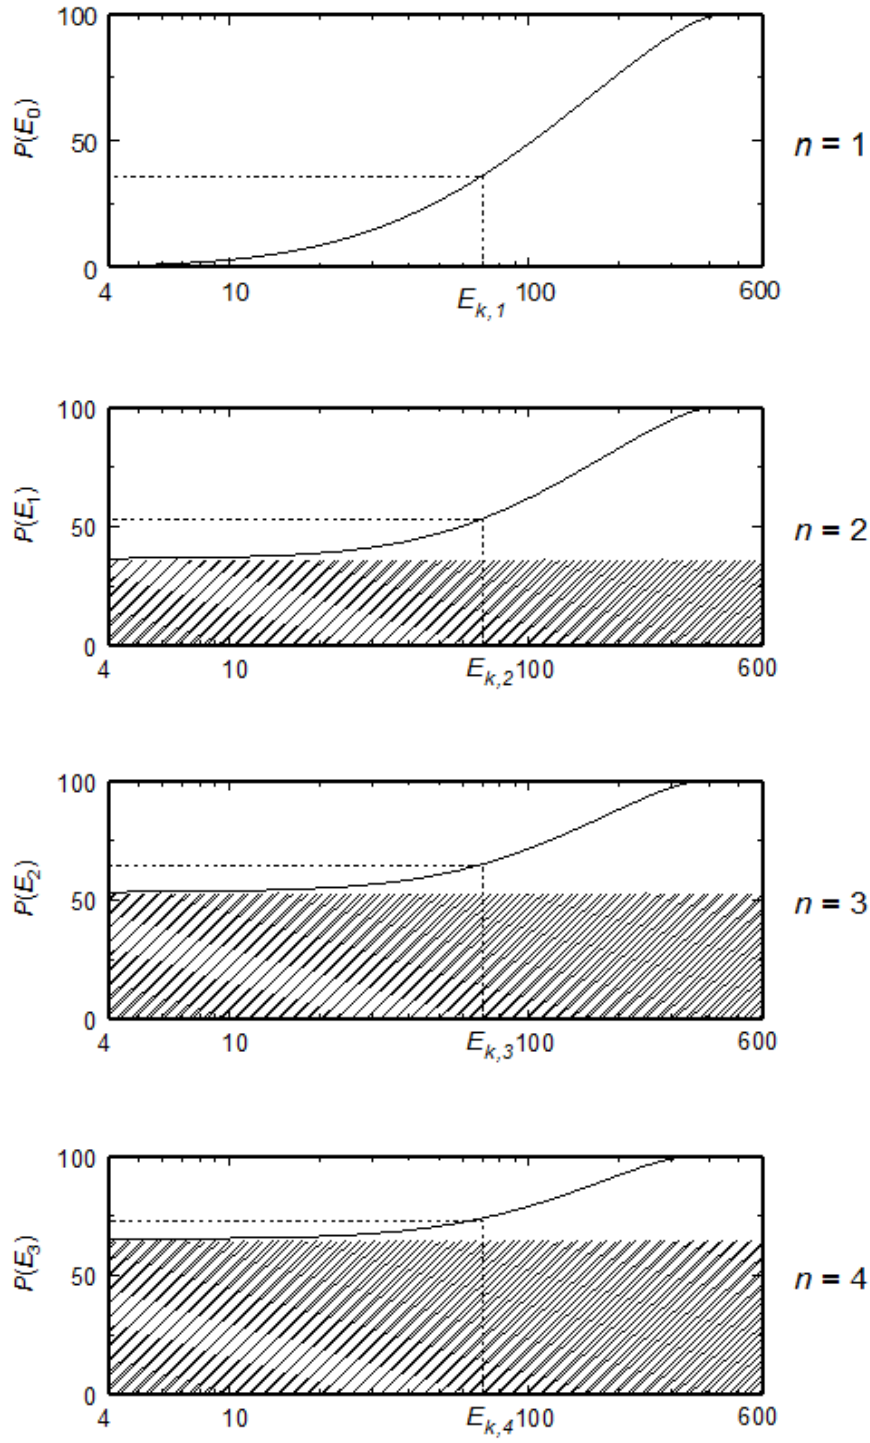 100
50
0
P(E0)
n = 1
4 10 Ek,1 100 600
100
50
0
P(E1)
n = 2
4 10 Ek,2 100 600
100
50
0
P(E2)
n = 3
4 10 Ek,3 100 600
100
50
0
P(E3)
n = 4
4 10 Ek,4 100 600